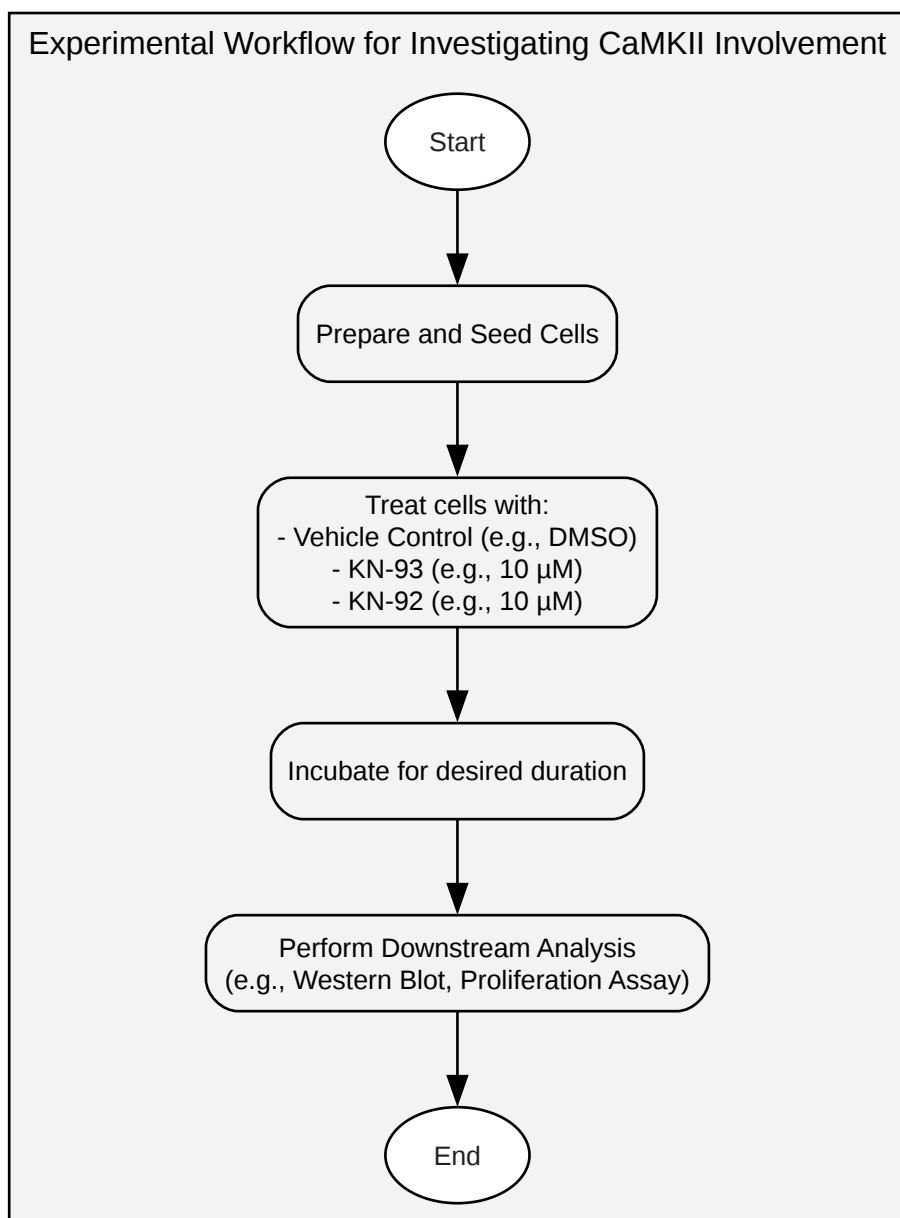 Experimental Workflow for Investigating CaMKII Involvement
Start
Prepare and Seed Cells
Treat cells with:
- Vehicle Control (e.g., DMSO)
- KN-93 (e.g., 10 µM)
- KN-92 (e.g., 10 µM)
Incubate for desired duration
Perform Downstream Analysis
(e.g., Western Blot, Proliferation Assay)
End